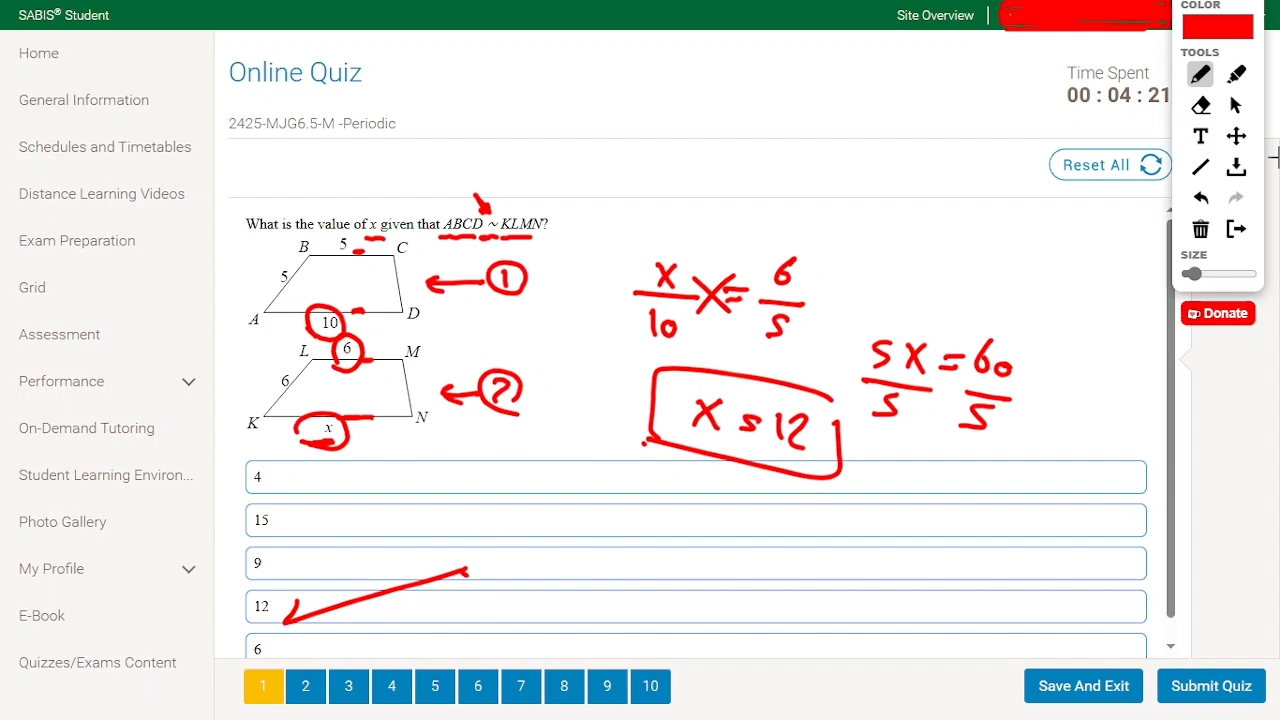 SABIS® Student
Site Overview
COLOR
TOOLS
SIZE
Donate
Home
General Information
Schedules and Timetables
Distance Learning Videos
Exam Preparation
Grid
Assessment
Performance
On-Demand Tutoring
Student Learning Environ...
Photo Gallery
My Profile
E-Book
Quizzes/Exams Content
Online Quiz
Time Spent
00 : 04 : 21
2425-MJG6.5-M -Periodic
Reset All
What is the value of x given that ABCD ~ KLMN?
B 5 C
5
A 10 D
1
L 6 M
6
K x N
2
x/10 = 6/5
5x = 60
5 5
x = 12
4
15
9
12
6
1 2 3 4 5 6 7 8 9 10
Save And Exit
Submit Quiz